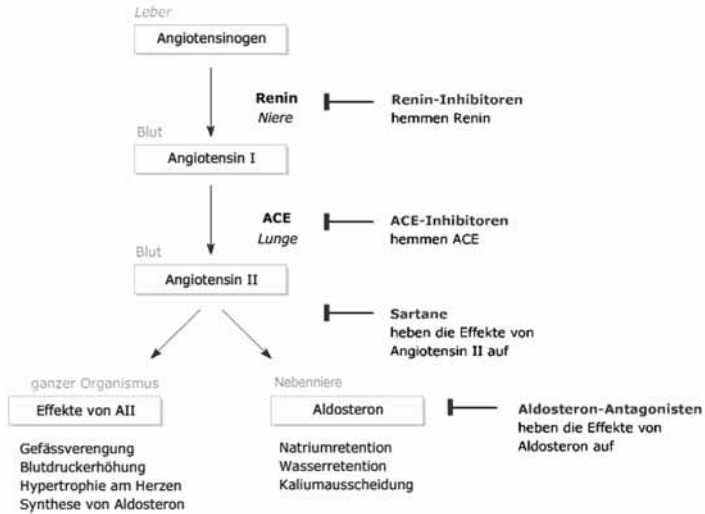 Leber
Angiotensinogen
Renin
Niere
Renin-Inhibitoren
hemmen Renin
Blut
Angiotensin I
ACE
Lunge
ACE-Inhibitoren
hemmen ACE
Blut
Angiotensin II
Sartane
heben die Effekte von
Angiotensin II auf
ganzer Organismus
Effekte von AII
Gefässverengung
Blutdruckerhöhung
Hypertrophie am Herzen
Synthese von Aldosteron
Nebenniere
Aldosteron
Natriumretention
Wasserretention
Kaliumausscheidung
Aldosteron-Antagonisten
heben die Effekte von
Aldosteron auf